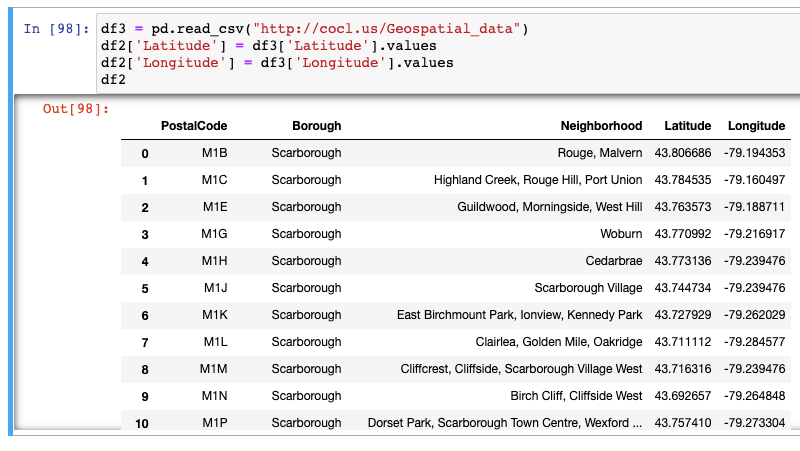 In [98]: df3 = pd.read_csv("http://cocl.us/Geospatial_data")
df2['Latitude'] = df3['Latitude'].values
df2['Longitude'] = df3['Longitude'].values
df2
Out[98]:
PostalCode Borough Neighborhood Latitude Longitude
0 M1B Scarborough Rouge, Malvern 43.806686 -79.194353
1 M1C Scarborough Highland Creek, Rouge Hill, Port Union 43.784535 -79.160497
2 M1E Scarborough Guildwood, Morningside, West Hill 43.763573 -79.188711
3 M1G Scarborough Woburn 43.770992 -79.216917
4 M1H Scarborough Cedarbrae 43.773136 -79.239476
5 M1J Scarborough Scarborough Village 43.744734 -79.239476
6 M1K Scarborough East Birchmount Park, Ionview, Kennedy Park 43.727929 -79.262029
7 M1L Scarborough Clairlea, Golden Mile, Oakridge 43.711112 -79.284577
8 M1M Scarborough Cliffcrest, Cliffside, Scarborough Village West 43.716316 -79.239476
9 M1N Scarborough Birch Cliff, Cliffside West 43.692657 -79.264848
10 M1P Scarborough Dorset Park, Scarborough Town Centre, Wexford ... 43.757410 -79.273304